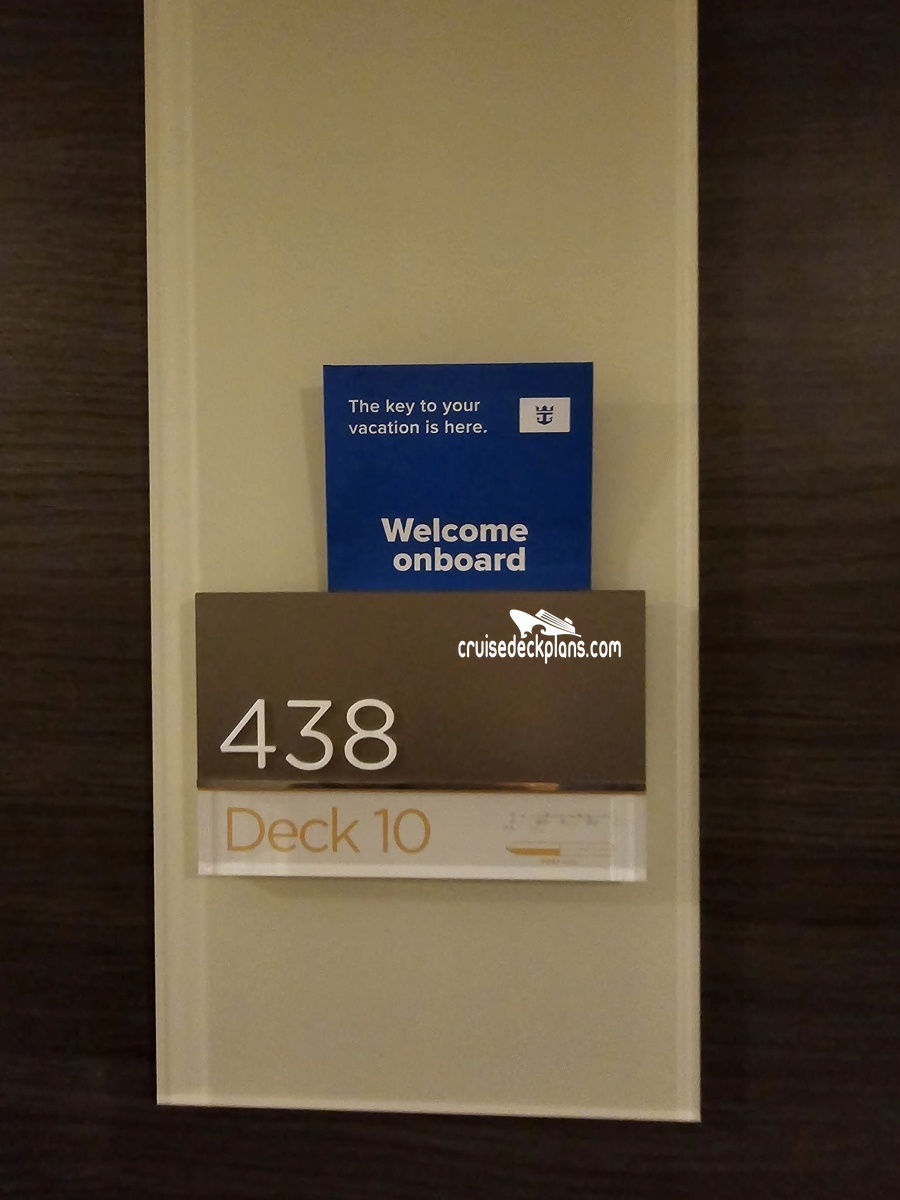 The key to your
vacation is here.
Welcome
onboard
cruisedeckplans.com
438
Deck 10